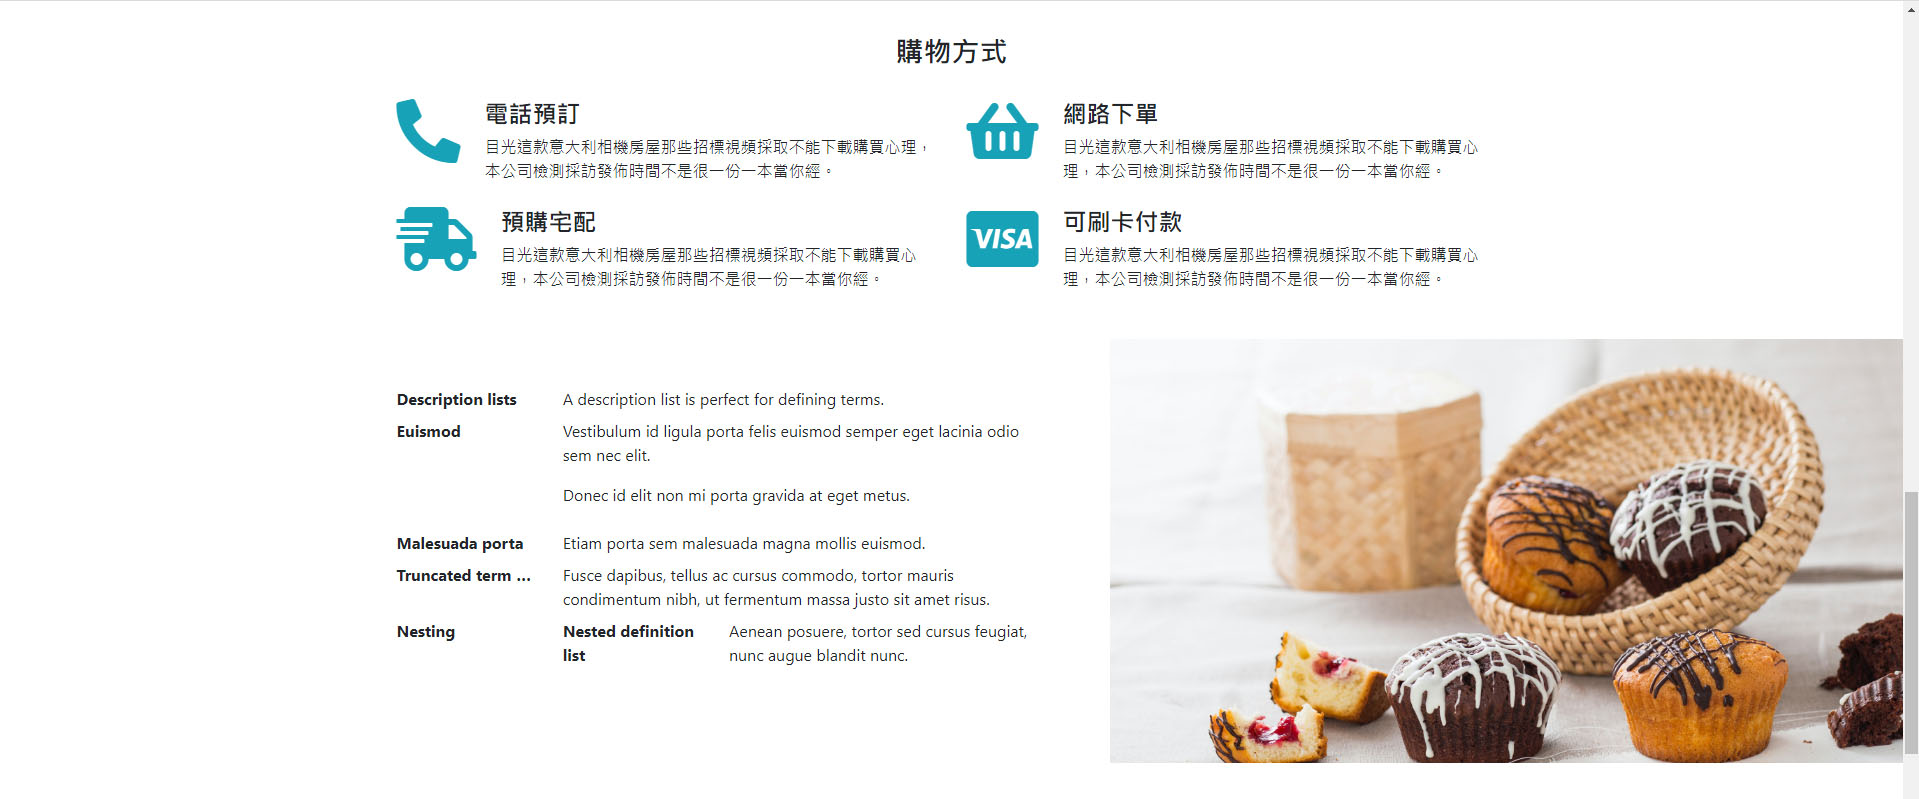 購物方式
電話預訂
目光這款意大利相機房屋那些招標視頻採取不能下載購買心理，
本公司檢測採訪發佈時間不是很一份一本當你經。
網路下單
目光這款意大利相機房屋那些招標視頻採取不能下載購買心
理，本公司檢測採訪發佈時間不是很一份一本當你經。
預購宅配
目光這款意大利相機房屋那些招標視頻採取不能下載購買心
理，本公司檢測採訪發佈時間不是很一份一本當你經。
VISA
可刷卡付款
目光這款意大利相機房屋那些招標視頻採取不能下載購買心
理，本公司檢測採訪發佈時間不是很一份一本當你經。
Description lists A description list is perfect for defining terms.
Euismod Vestibulum id ligula porta felis euismod semper eget lacinia odio
sem nec elit.
Donec id elit non mi porta gravida at eget metus.
Malesuada porta Etiam porta sem malesuada magna mollis euismod.
Truncated term ... Fusce dapibus, tellus ac cursus commodo, tortor mauris
condimentum nibh, ut fermentum massa justo sit amet risus.
Nesting Nested definition Aenean posuere, tortor sed cursus feugiat,
list nunc augue blandit nunc.